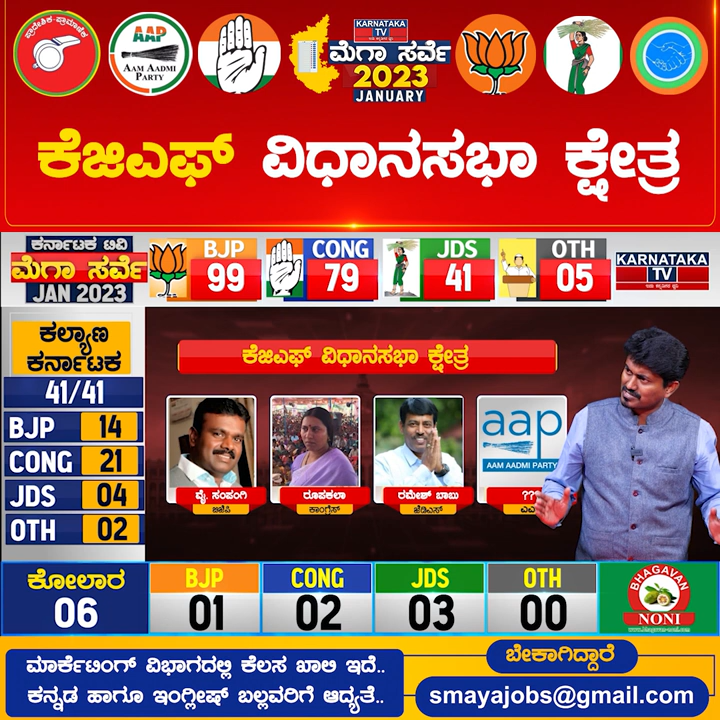 ಪ್ರಾದೇಶಿಕ-ಪ್ರಾಮಾಣಿಕ
AAP
AAM AADMI
PARTY
KARNATAKA
TV
ಮೆಗಾ ಸರ್ವೆ
2023
JANUARY
ಕೆಜಿಎಫ್ ವಿಧಾನಸಭಾ ಕ್ಷೇತ್ರ
ಕರ್ನಾಟಕ ಟಿವಿ
ಮೆಗಾ ಸರ್ವೆ
JAN 2023
BJP
99
CONG
79
JDS
41
OTH
05
KARNATAKA
TV
ಕಲ್ಯಾಣ
ಕರ್ನಾಟಕ
41/41
BJP 14
CONG 21
JDS 04
OTH 02
ಕೆಜಿಎಫ್ ವಿಧಾನಸಭಾ ಕ್ಷೇತ್ರ
aap
AAM AADMI PARTY
ವೈ. ಸಂಪಂಗಿ
ಬಿಜೆಪಿ
ರೂಪಕಲಾ
ಕಾಂಗ್ರೆಸ್
ರಮೇಶ್ ಬಾಬು
ಜೆಡಿಎಸ್
??
ಕೋಲಾರ
06
BJP
01
CONG
02
JDS
03
OTH
00
BHAGAVAN
NONI
ಮಾರ್ಕೆಟಿಂಗ್ ವಿಭಾಗದಲ್ಲಿ ಕೆಲಸ ಖಾಲಿ ಇದೆ..
ಕನ್ನಡ ಹಾಗೂ ಇಂಗ್ಲೀಷ್ ಬಲ್ಲವರಿಗೆ ಆದ್ಯತೆ..
ಬೇಕಾಗಿದ್ದಾರೆ
smayajobs@gmail.com